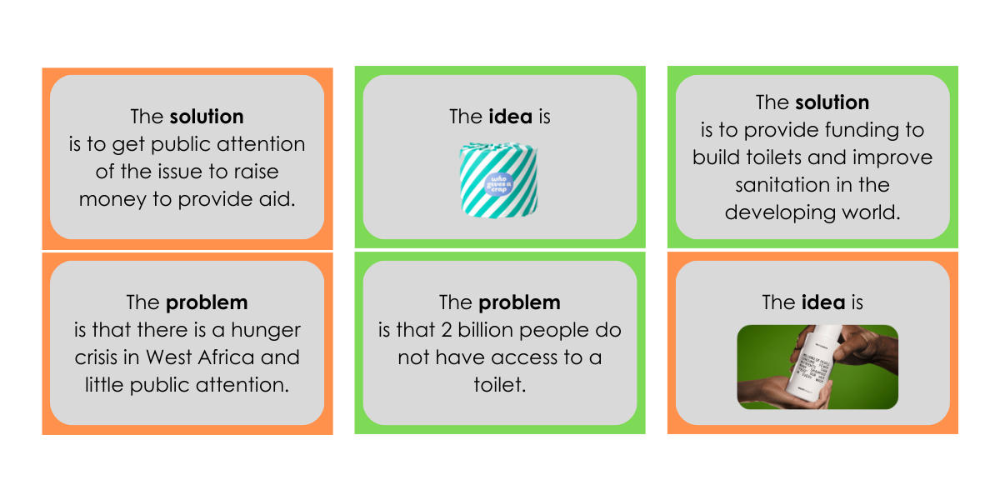 The solution
is to get public attention
of the issue to raise
money to provide aid.
The idea is
who
gives a
crap
The solution
is to provide funding to
build toilets and improve
sanitation in the
developing world.
The problem
is that there is a hunger
crisis in West Africa and
little public attention.
The problem
is that 2 billion people do
not have access to a
toilet.
The idea is